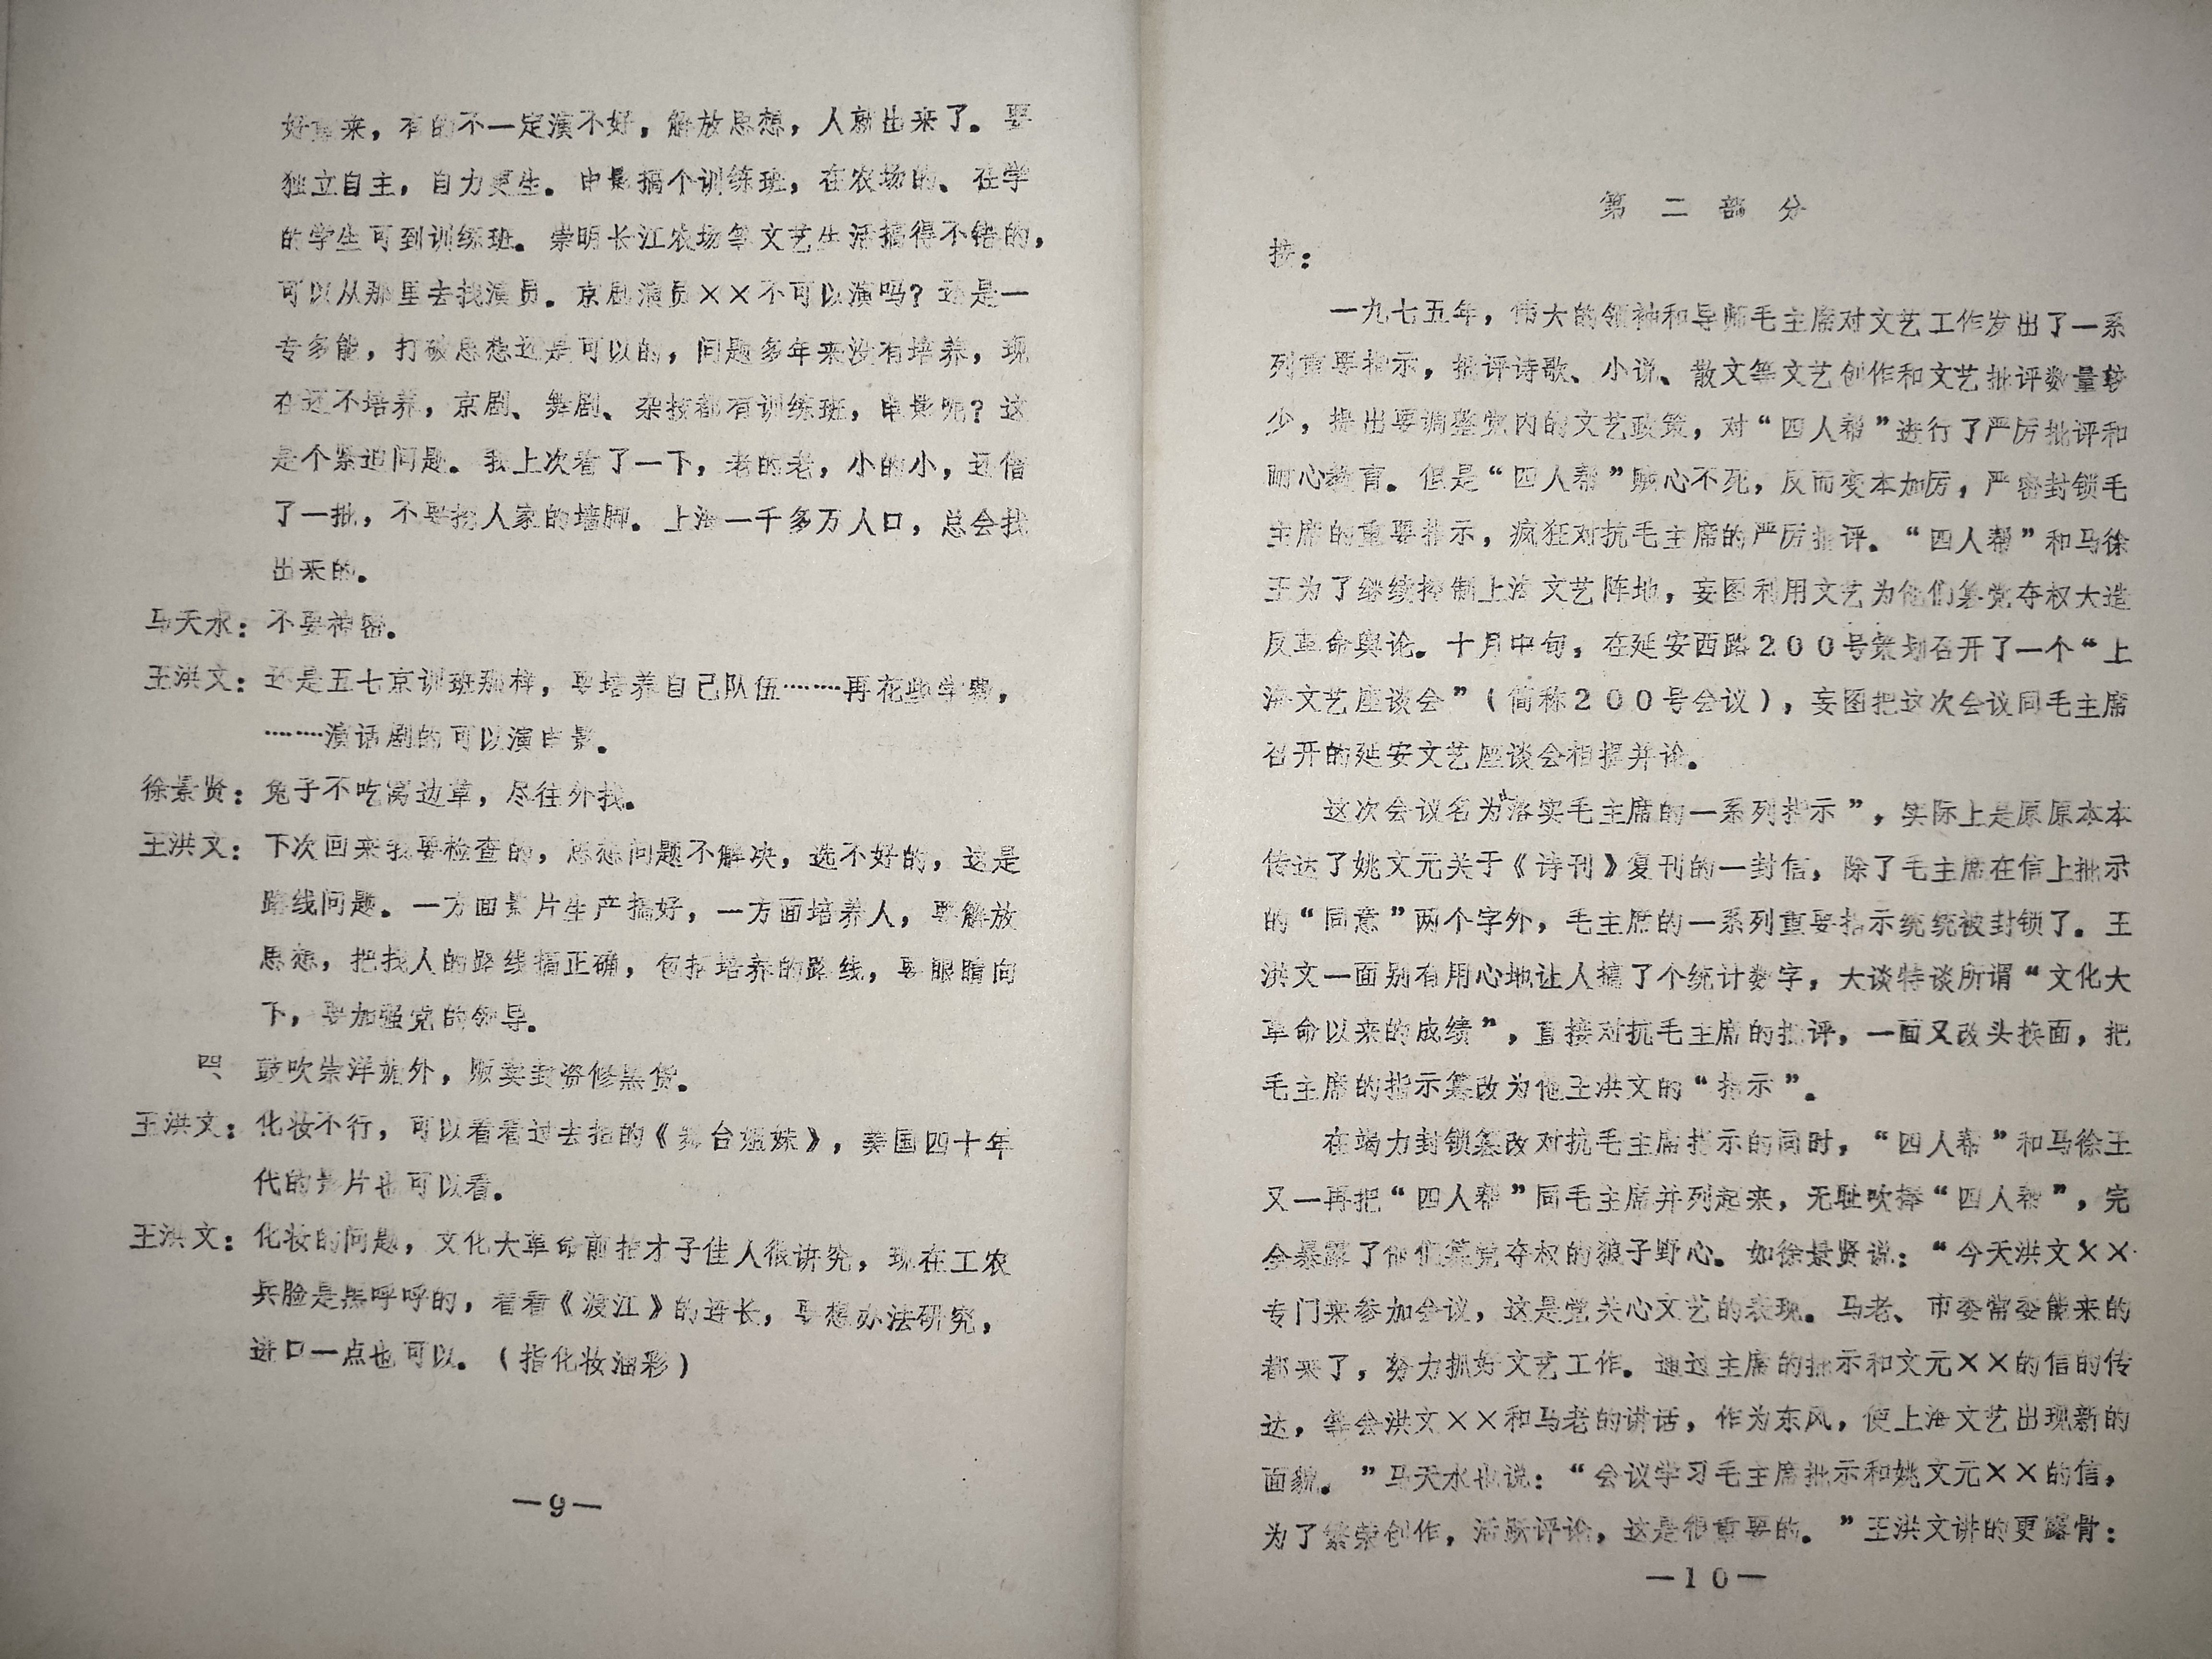 好起来，有的不一定演不好，解放思想，人就出来了。要
独立自主，自力更生。电影搞个训练班，在农场的、在学
的学生可到训练班。崇明长江农场等文艺生活搞得不错的，
可以从那里去找演员。京剧演员××不可以演吗？还是一
专多能，打破思想还是可以的，问题多年来没有培养，现
在还不培养，京剧、舞剧、杂技都有训练班，电影呢？这
是个紧迫问题。我上次看了一下，老的老，小的小，还借
了一批，不要挖人家的墙脚。上海一千多万人口，总会找
出来的。
马天水：不要神密。
王洪文：还是五七京训班那样，要培养自己队伍……再花些学费，
……演话剧的可以演电影。
徐景贤：兔子不吃窝边草，尽往外找。
王洪文：下次回来我要检查的，思想问题不解决，选不好的，这是
路线问题。一方面影片生产搞好，一方面培养人，要解放
思想，把找人的路线搞正确，包括培养的路线，要眼睛向
下，要加强党的领导。
四、鼓吹崇洋媚外，贩卖封资修黑货。
王洪文：化妆不行，可以看看过去拍的《舞台姐妹》，美国四十年
代的影片也可以看。
王洪文：化妆的问题，文化大革命前拍才子佳人很讲究，现在工农
兵脸是黑呼呼的，看看《渡江》的连长，要想办法研究，
进口一点也可以。（指化妆油彩）
—9—
第二部分
按：
一九七五年，伟大的领袖和导师毛主席对文艺工作发出了一系
列重要指示，批评诗歌、小说、散文等文艺创作和文艺批评数量较
少，提出要调整党内的文艺政策，对“四人帮”进行了严厉批评和
耐心教育。但是“四人帮”贼心不死，反而变本加厉，严密封锁毛
主席的重要指示，疯狂对抗毛主席的严厉批评。“四人帮”和马徐
王为了继续控制上海文艺阵地，妄图利用文艺为他们篡党夺权大造
反革命舆论。十月中旬，在延安西路200号策划召开了一个“上
海文艺座谈会”（简称200号会议），妄图把这次会议同毛主席
召开的延安文艺座谈会相提并论。
这次会议名为“落实毛主席的一系列指示”，实际上是原原本本
传达了姚文元关于《诗刊》复刊的一封信，除了毛主席在信上批示
的“同意”两个字外，毛主席的一系列重要指示统统被封锁了。王
洪文一面别有用心地让人搞了个统计数字，大谈特谈所谓“文化大
革命以来的成绩”，直接对抗毛主席的批评，一面又改头换面，把
毛主席的指示篡改为他王洪文的“指示”。
在竭力封锁篡改对抗毛主席指示的同时，“四人帮”和马徐王
又一再把“四人帮”同毛主席并列起来，无耻吹捧“四人帮”，完
全暴露了他们篡党夺权的狼子野心。如徐景贤说：“今天洪文××
专门来参加会议，这是党关心文艺的表现。马老、市委常委能来的
都来了，努力抓好文艺工作。通过主席的批示和文元××的信的传
达，等会洪文××和马老的讲话，作为东风，使上海文艺出现新的
面貌。”马天水也说：“会议学习毛主席批示和姚文元××的信，
为了繁荣创作，活跃评论，这是很重要的。”王洪文讲的更露骨：
—10—